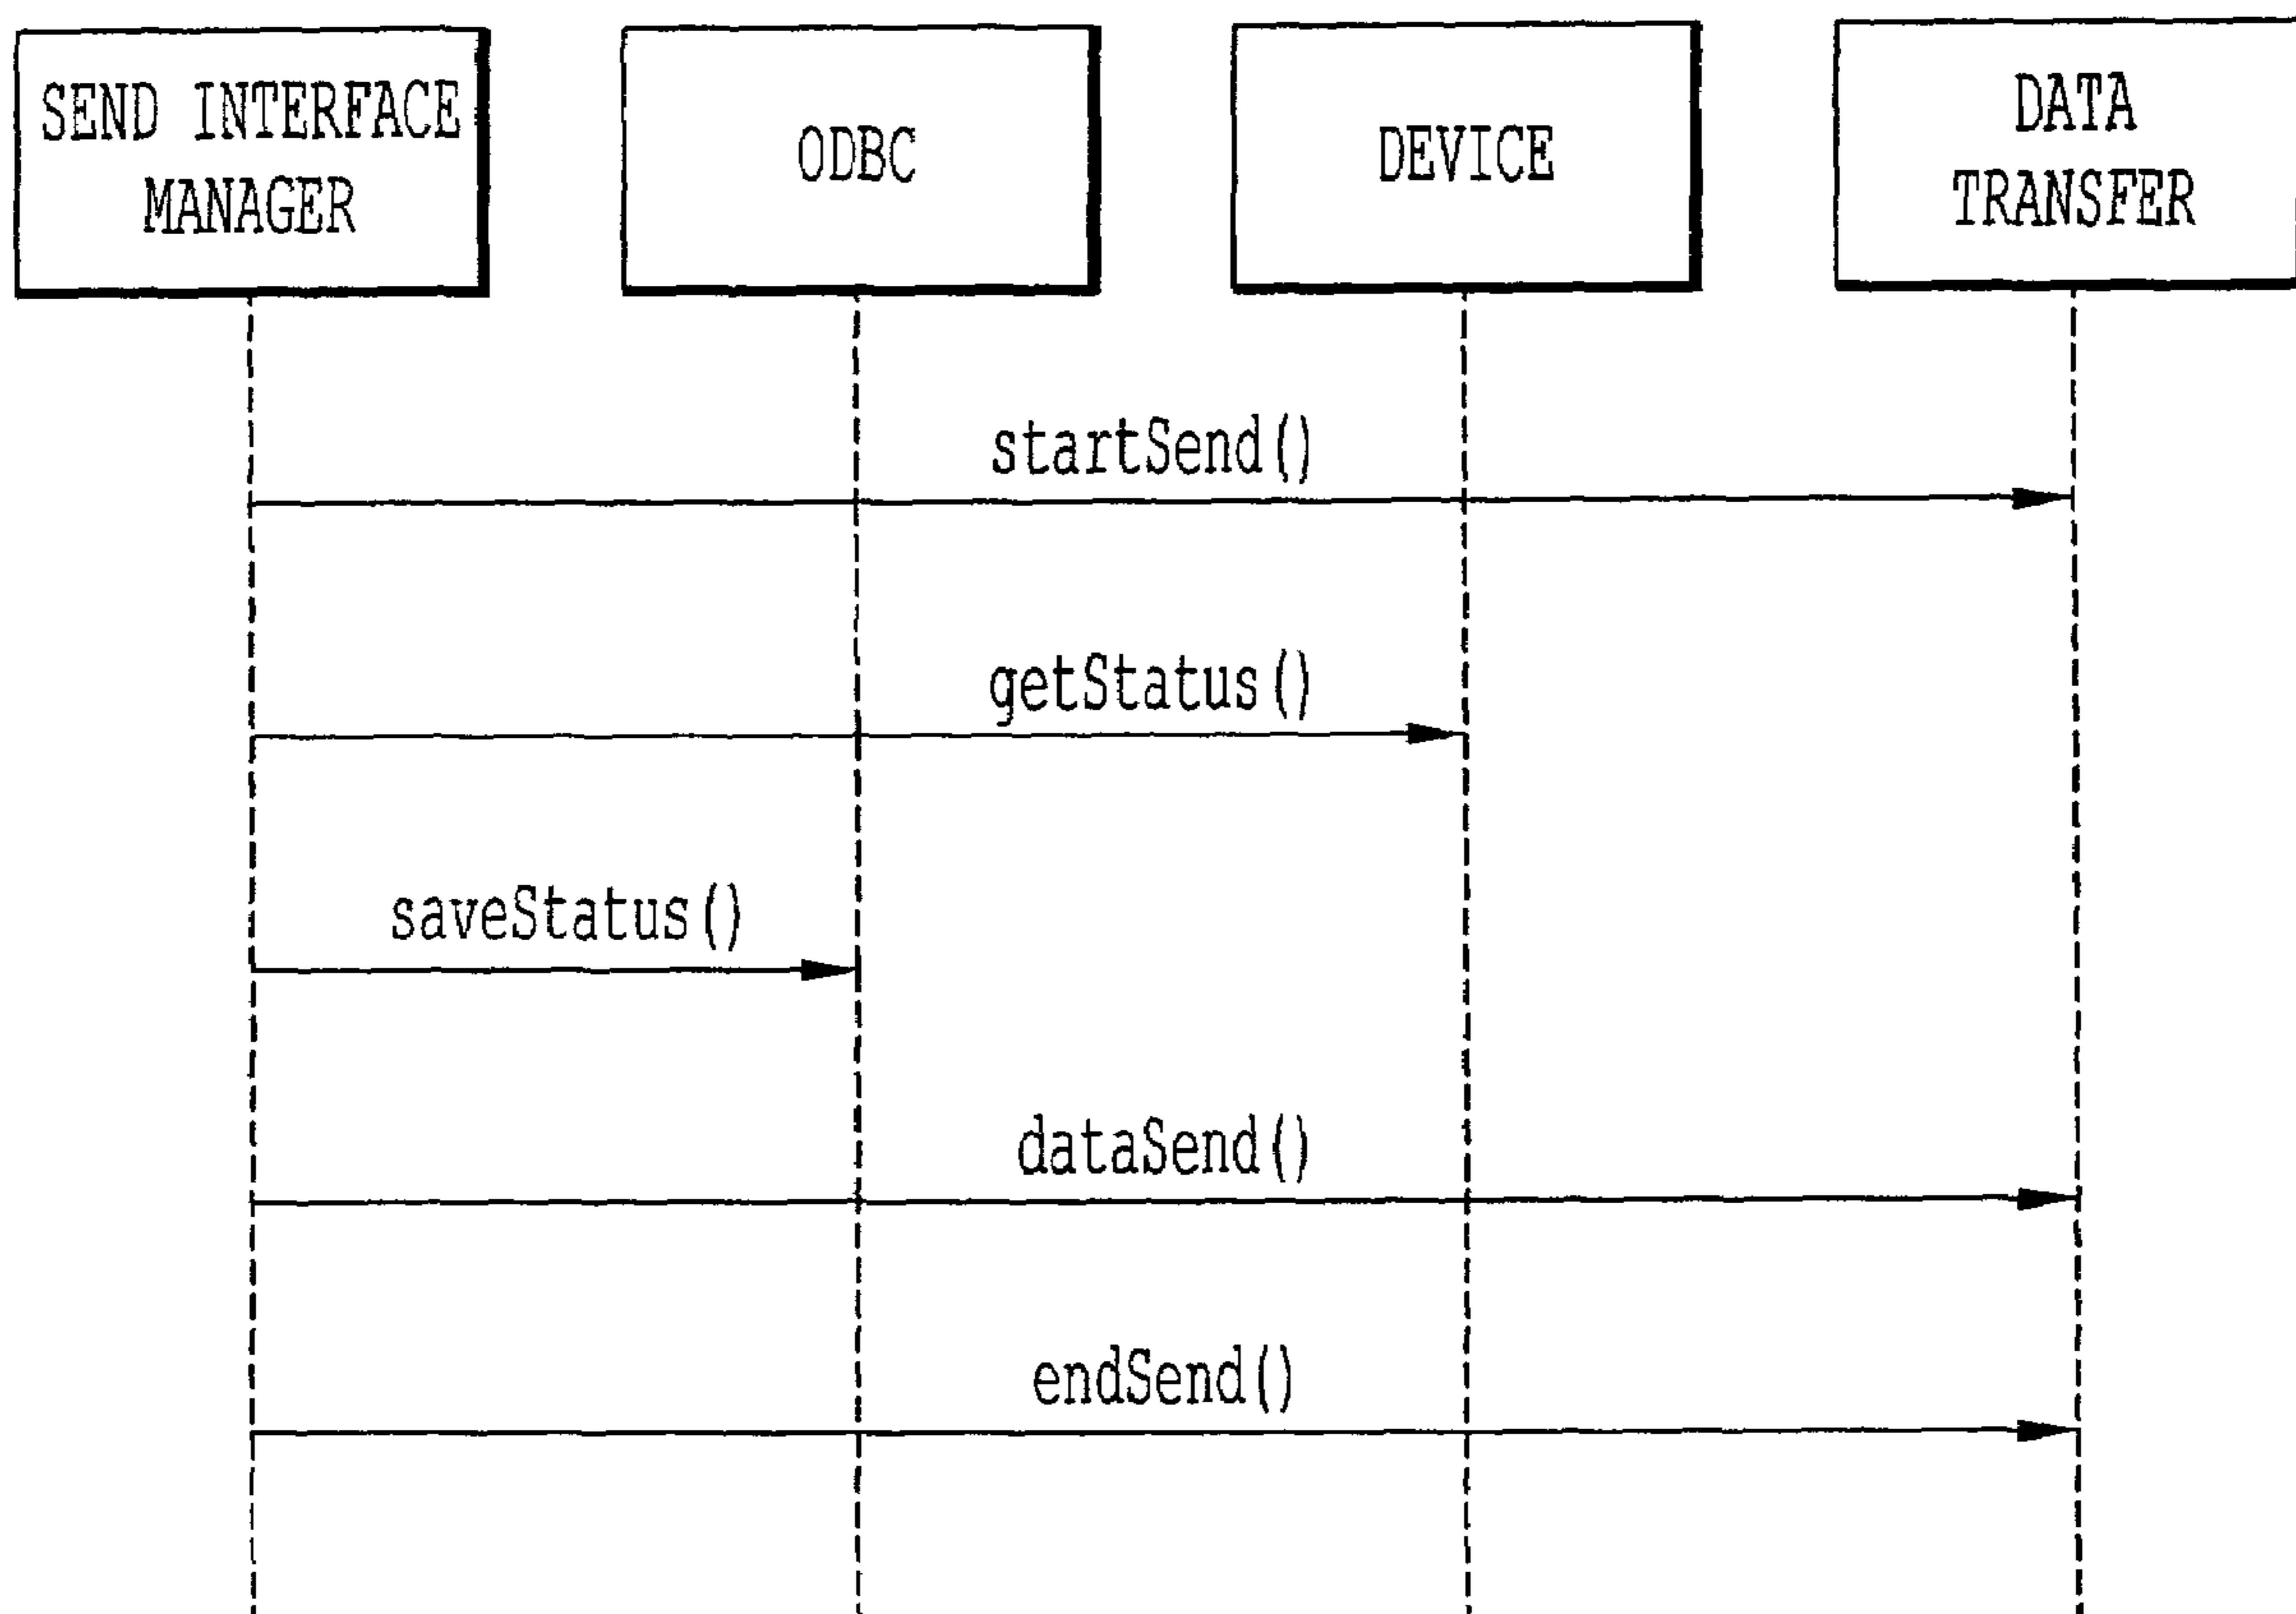 SEND INTERFACE
MANAGER
ODBC
DEVICE
DATA
TRANSFER
startSend()
getStatus()
saveStatus()
dataSend()
endSend()